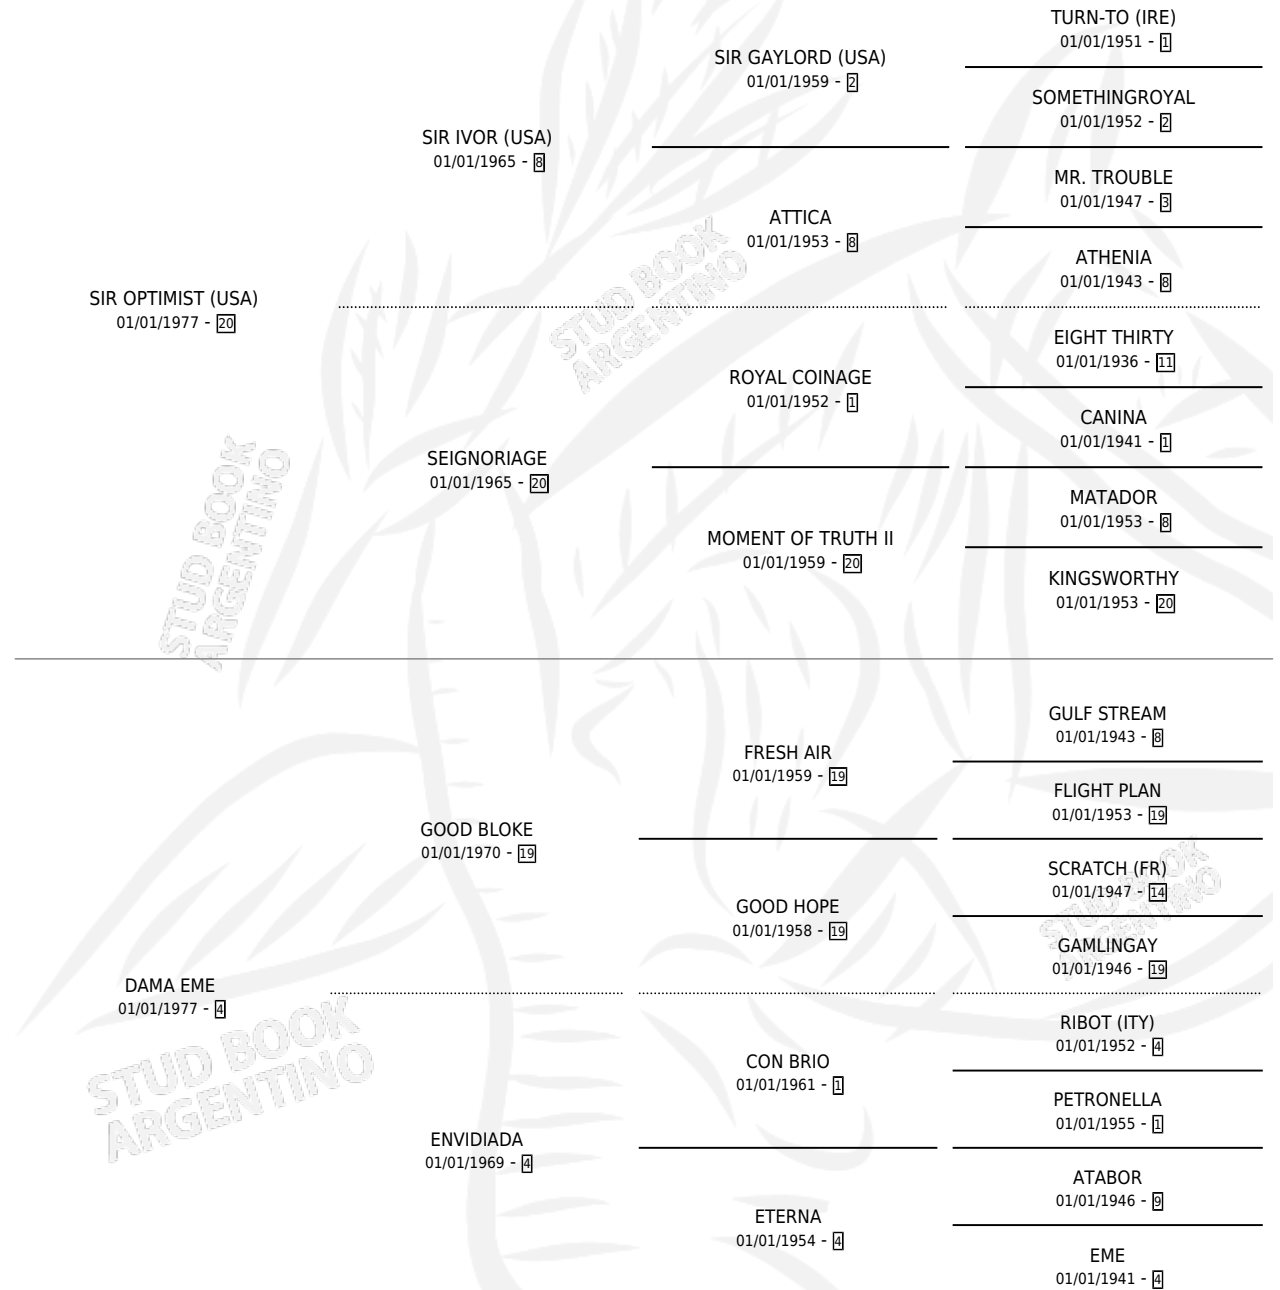 TURN-TO (IRE)
01/01/1951 - 1
SIR GAYLORD (USA)
01/01/1959 - 2
SOMETHINGROYAL
01/01/1952 - 2
SIR IVOR (USA)
01/01/1965 - 8
MR. TROUBLE
01/01/1947 - 3
ATTICA
01/01/1953 - 8
ATHENIA
01/01/1943 - 8
SIR OPTIMIST (USA)
01/01/1977 - 20
EIGHT THIRTY
01/01/1936 - 11
ROYAL COINAGE
01/01/1952 - 1
CANINA
01/01/1941 - 1
SEIGNORIAGE
01/01/1965 - 20
MATADOR
01/01/1953 - 8
MOMENT OF TRUTH II
01/01/1959 - 20
KINGSWORTHY
01/01/1953 - 20
STUD BOOK
ARGENTINO
STUD BOOK
ARGENTINO
GULF STREAM
01/01/1943 - 8
FRESH AIR
01/01/1959 - 19
FLIGHT PLAN
01/01/1953 - 19
GOOD BLOKE
01/01/1970 - 19
SCRATCH (FR)
01/01/1947 - 14
GOOD HOPE
01/01/1958 - 19
GAMLINGAY
01/01/1946 - 19
STUD BOOK
ARGENTINO
DAMA EME
01/01/1977 - 4
RIBOT (ITY)
01/01/1952 - 4
CON BRIO
01/01/1961 - 1
PETRONELLA
01/01/1955 - 1
ENVIDIADA
01/01/1969 - 4
ATABOR
01/01/1946 - 9
ETERNA
01/01/1954 - 4
EME
01/01/1941 - 4
STUD BOOK
ARGENTINO